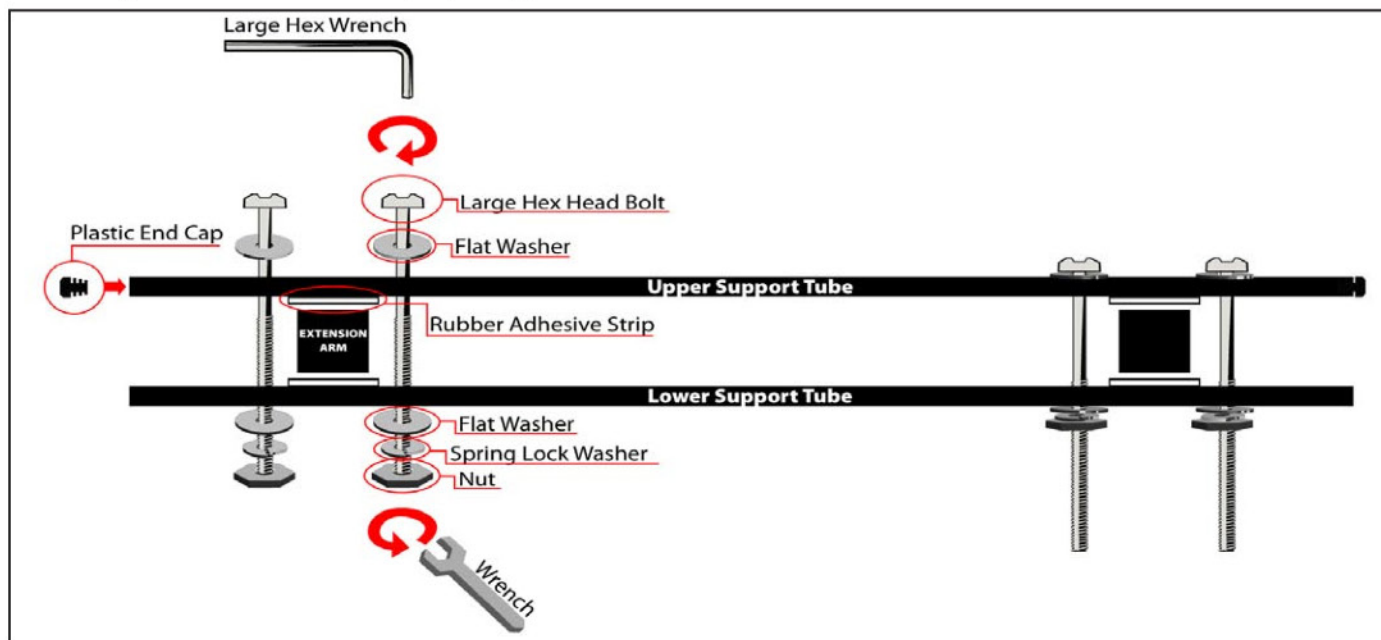 Large Hex Wrench
Large Hex Head Bolt
Plastic End Cap
Flat Washer
Upper Support Tube
Rubber Adhesive Strip
EXTENSION
ARM
Lower Support Tube
Flat Washer
Spring Lock Washer
Nut
Wrench